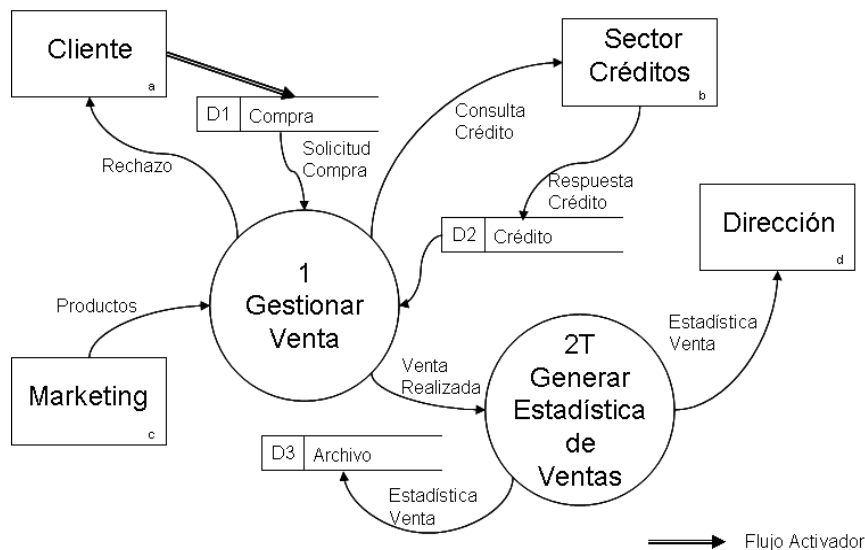 Cliente
a
Sector
Créditos
b
D1 Compra
Consulta
Crédito
Rechazo
Solicitud
Compra
Respuesta
Crédito
Dirección
d
D2 Crédito
1
Gestionar
Venta
Productos
Estadística
Venta
Marketing
c
Venta
Realizada
2T
Generar
Estadística
de
Ventas
D3 Archivo
Estadística
Venta
Flujo Activador